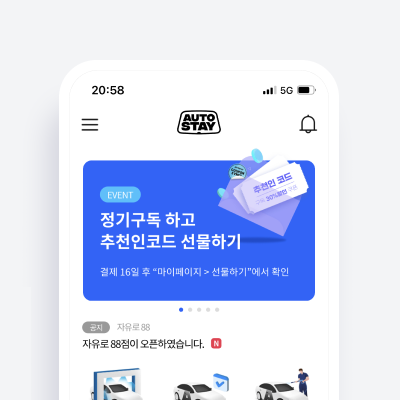 20:58
5G
AUTO
STAY
EVENT
정기구독 하고
추천인코드 선물하기
결제 16일 후 “마이페이지 > 선물하기”에서 확인
추천인 코드
공지
자유로 88
자유로 88점이 오픈하였습니다.
N